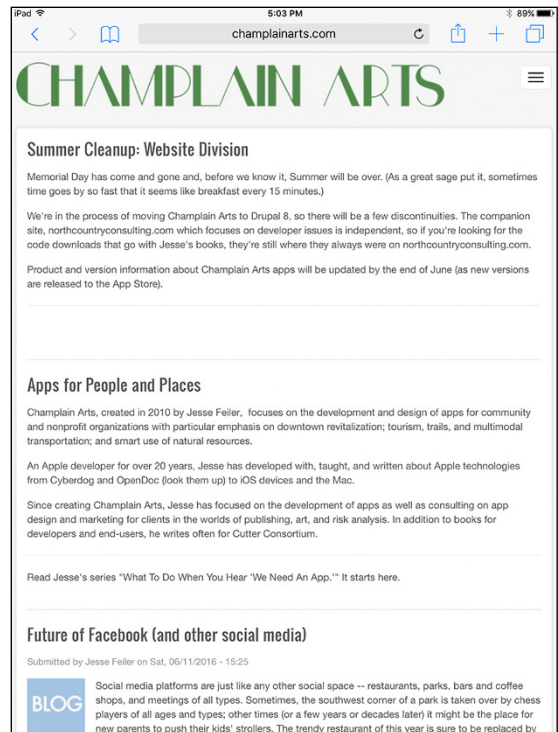 iPad 5:03 PM 89%
champlainarts.com
CHAMPLAIN ARTS
Summer Cleanup: Website Division
Memorial Day has come and gone and, before we know it, Summer will be over. (As a great sage put it, sometimes
time goes by so fast that it seems like breakfast every 15 minutes.)
We're in the process of moving Champlain Arts to Drupal 8, so there will be a few discontinuities. The companion
site, northcountryconsulting.com which focuses on developer issues is independent, so if you're looking for the
code downloads that go with Jesse's books, they're still where they always were on northcountryconsulting.com.
Product and version information about Champlain Arts apps will be updated by the end of June (as new versions
are released to the App Store).
Apps for People and Places
Champlain Arts, created in 2010 by Jesse Feiler, focuses on the development and design of apps for community
and nonprofit organizations with particular emphasis on downtown revitalization; tourism, trails, and multimodal
transportation; and smart use of natural resources.
An Apple developer for over 20 years, Jesse has developed with, taught, and written about Apple technologies
from Cyberdog and OpenDoc (look them up) to iOS devices and the Mac.
Since creating Champlain Arts, Jesse has focused on the development of apps as well as consulting on app
design and marketing for clients in the worlds of publishing, art, and risk analysis. In addition to books for
developers and end-users, he writes often for Cutter Consortium.
Read Jesse's series "What To Do When You Hear 'We Need An App.'" It starts here.
Future of Facebook (and other social media)
Submitted by Jesse Feiler on Sat, 06/11/2016 - 15:25
BLOG
Social media platforms are just like any other social space -- restaurants, parks, bars and coffee
shops, and meetings of all types. Sometimes, the southwest corner of a park is taken over by chess
players of all ages and types; other times (or a few years or decades later) it might be the place for
new parents to push their kids' strollers. The trendy restaurant of this year is sure to be replaced by